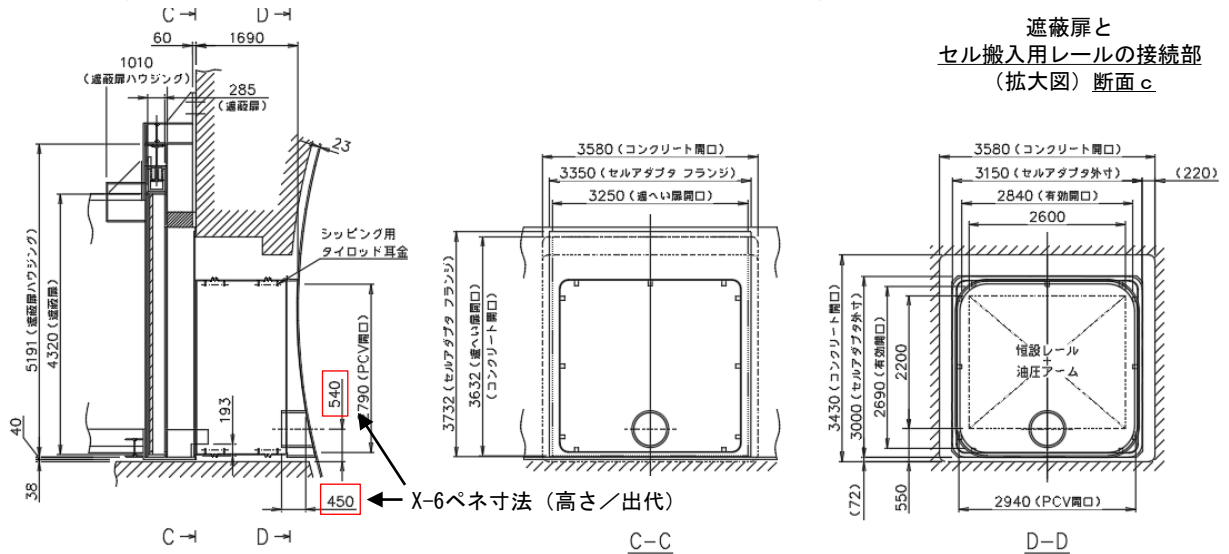 C
D
60
1690
1010
(遮蔽扉ハウジング)
285
(遮蔽扉)
23
シッピング用
タイロッド耳金
5191(遮蔽扉ハウジング)
4320(遮蔽扉)
193
540
2790(PCV開口)
40
38
450
X-6ペネ寸法（高さ／出代）
C
D
3580(コンクリート開口)
3350(セルアダプタ フランジ)
3250(遮へい扉開口)
3732(セルアダプタ フランジ)
3632(遮へい扉開口)
(コンクリート開口)
C-C
遮蔽扉と
セル搬入用レールの接続部
（拡大図）断面ｃ
3580(コンクリート開口)
3150(セルアダプタ外寸)
(220)
2840(有効開口)
2600
3430(コンクリート開口)
3000(セルアダプタ外寸)
2690(有効開口)
2200
恒設レール
+
油圧アーム
(72)
550
2940(PCV開口)
D-D